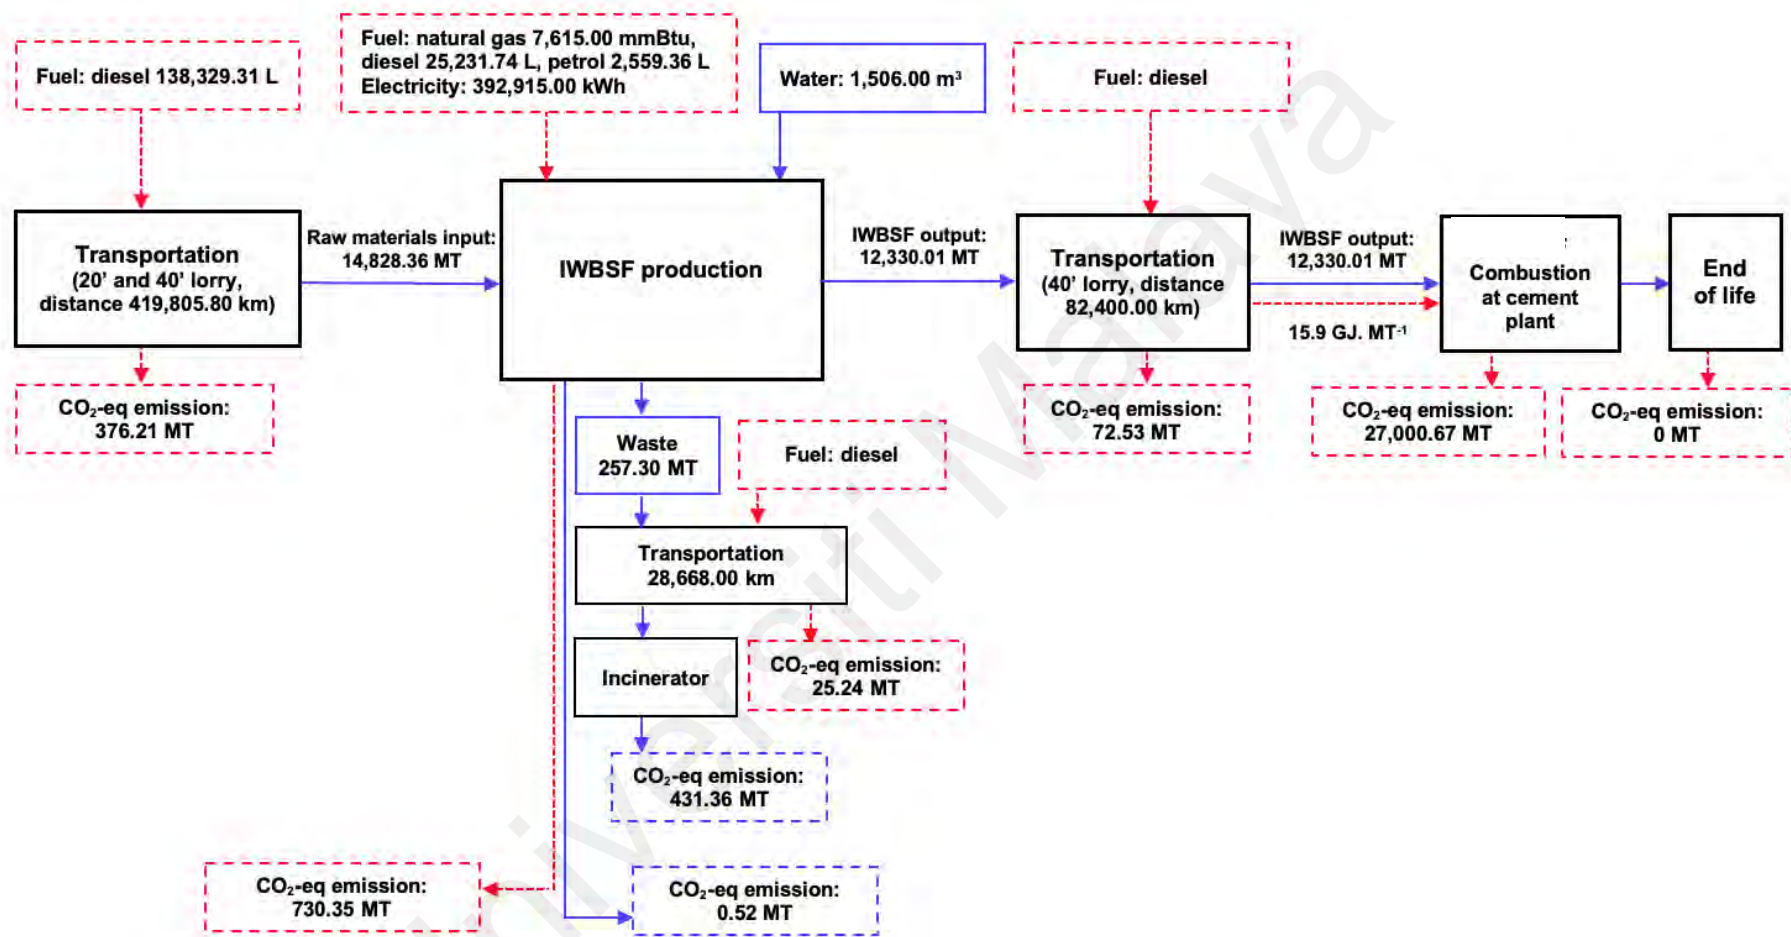 Fuel: diesel 138,329.31 L
Fuel: natural gas 7,615.00 mmBtu,
diesel 25,231.74 L, petrol 2,559.36 L
Electricity: 392,915.00 kWh
Water: 1,506.00 m³
Fuel: diesel
Transportation
(20’ and 40’ lorry,
distance 419,805.80 km)
Raw materials input:
14,828.36 MT
IWBSF production
IWBSF output:
12,330.01 MT
Transportation
(40’ lorry, distance
82,400.00 km)
IWBSF output:
12,330.01 MT
15.9 GJ. MT⁻¹
Combustion
at cement
plant
End
of life
CO₂-eq emission:
376.21 MT
Waste
257.30 MT
Fuel: diesel
CO₂-eq emission:
72.53 MT
CO₂-eq emission:
27,000.67 MT
CO₂-eq emission:
0 MT
Transportation
28,668.00 km
Incinerator
CO₂-eq emission:
25.24 MT
CO₂-eq emission:
431.36 MT
CO₂-eq emission:
730.35 MT
CO₂-eq emission:
0.52 MT
niversiti Malaya